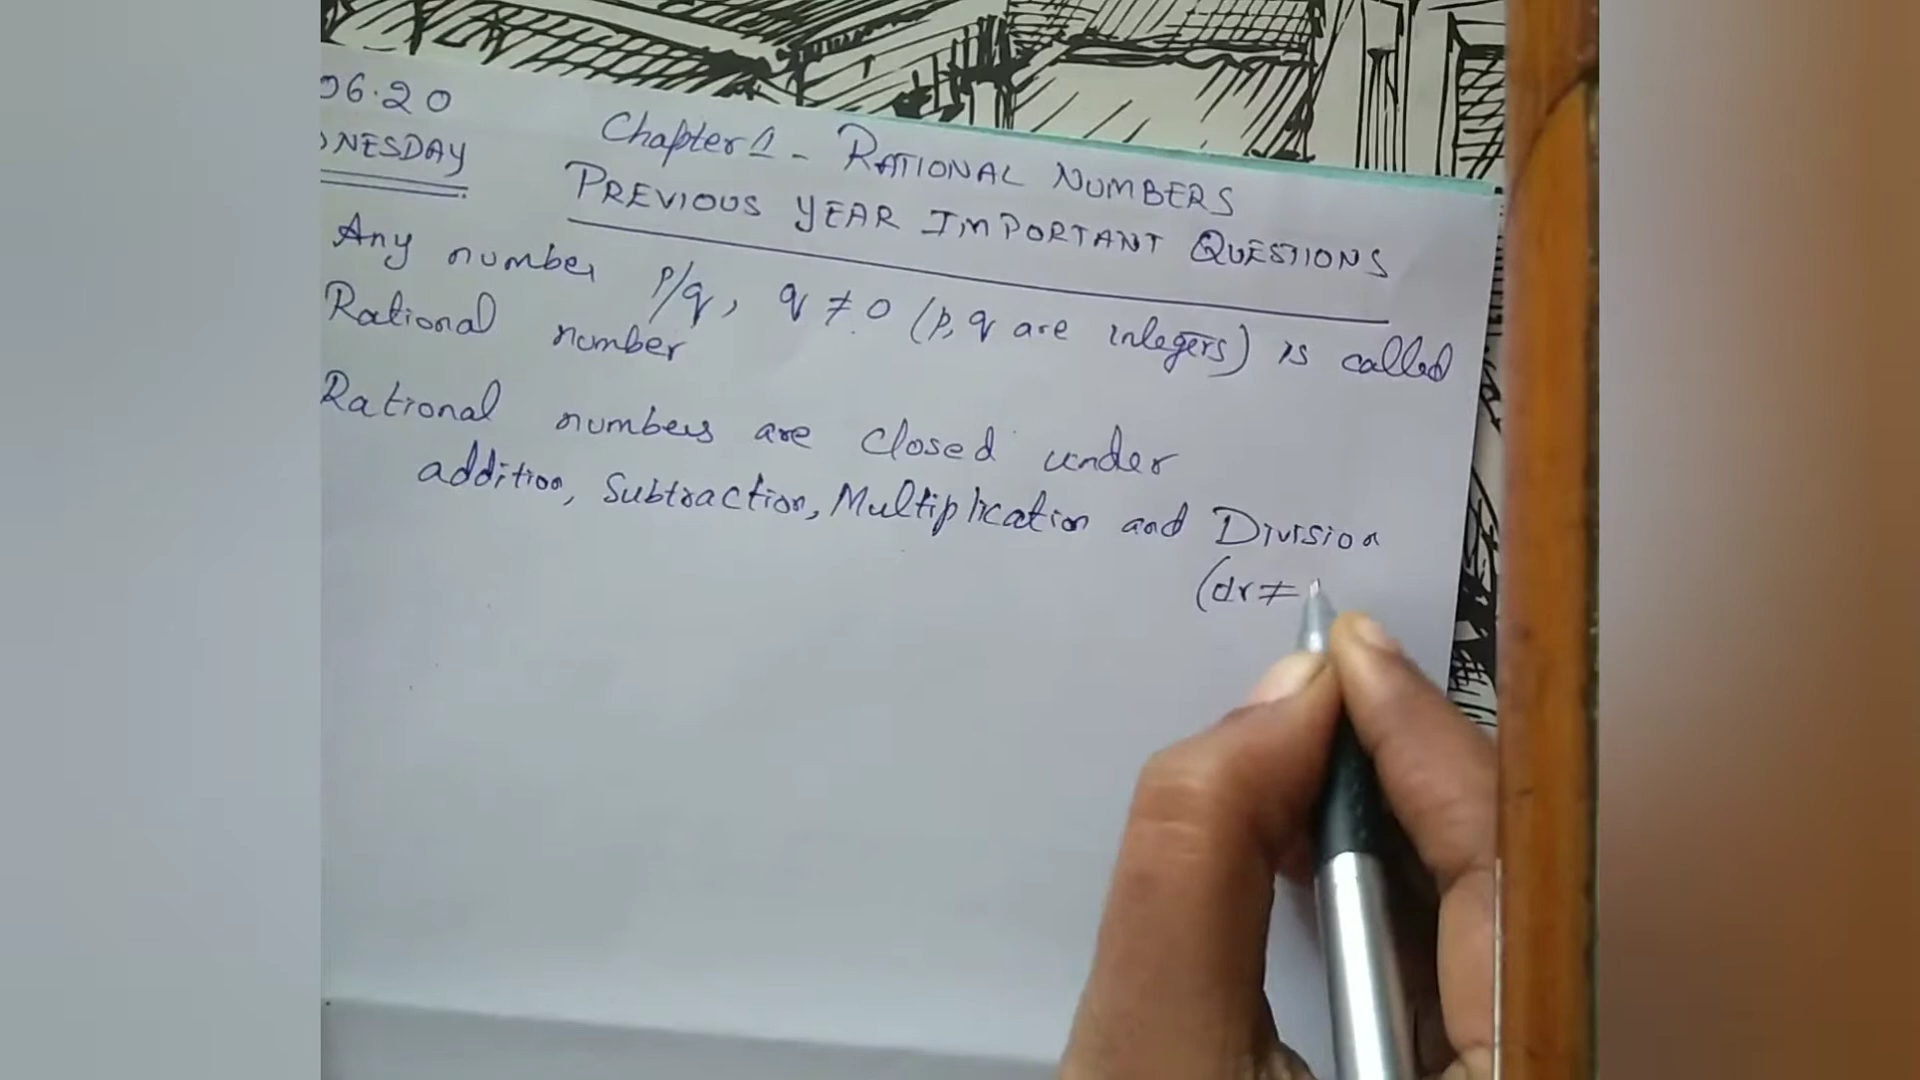 06.20
NESDAY
Chapter 1 - RATIONAL NUMBERS
PREVIOUS YEAR IMPORTANT QUESTIONS
Any number p/q, q ≠ 0 (p, q are integers) is called
Rational number
Rational numbers are closed under
addition, Subtraction, Multiplication and Division
(dr ≠